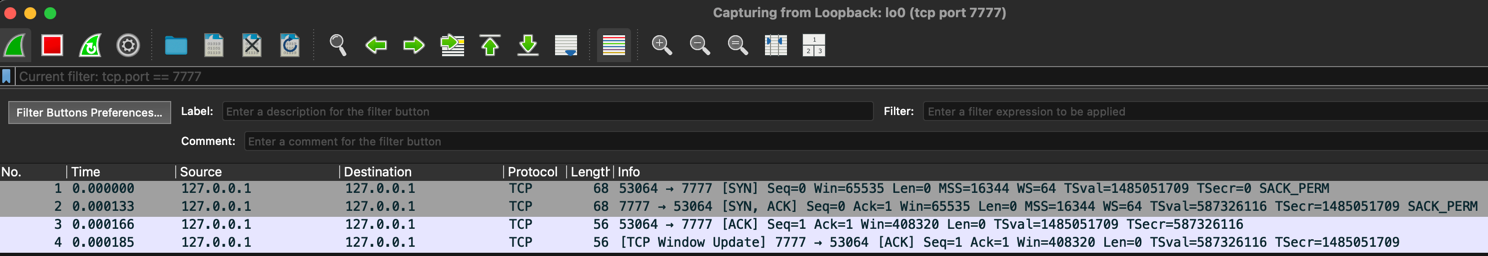 Capturing from Loopback: lo0 (tcp port 7777)
1
2 3
Current filter: tcp.port == 7777
Filter Buttons Preferences... Label: Enter a description for the filter button Filter: Enter a filter expression to be applied
Comment: Enter a comment for the filter button
No. Time Source Destination Protocol Length Info
1 0.000000 127.0.0.1 127.0.0.1 TCP 68 53064 → 7777 [SYN] Seq=0 Win=65535 Len=0 MSS=16344 WS=64 TSval=1485051709 TSecr=0 SACK_PERM
2 0.000133 127.0.0.1 127.0.0.1 TCP 68 7777 → 53064 [SYN, ACK] Seq=0 Ack=1 Win=65535 Len=0 MSS=16344 WS=64 TSval=587326116 TSecr=1485051709 SACK_PERM
3 0.000166 127.0.0.1 127.0.0.1 TCP 56 53064 → 7777 [ACK] Seq=1 Ack=1 Win=408320 Len=0 TSval=1485051709 TSecr=587326116
4 0.000185 127.0.0.1 127.0.0.1 TCP 56 [TCP Window Update] 7777 → 53064 [ACK] Seq=1 Ack=1 Win=408320 Len=0 TSval=587326116 TSecr=1485051709